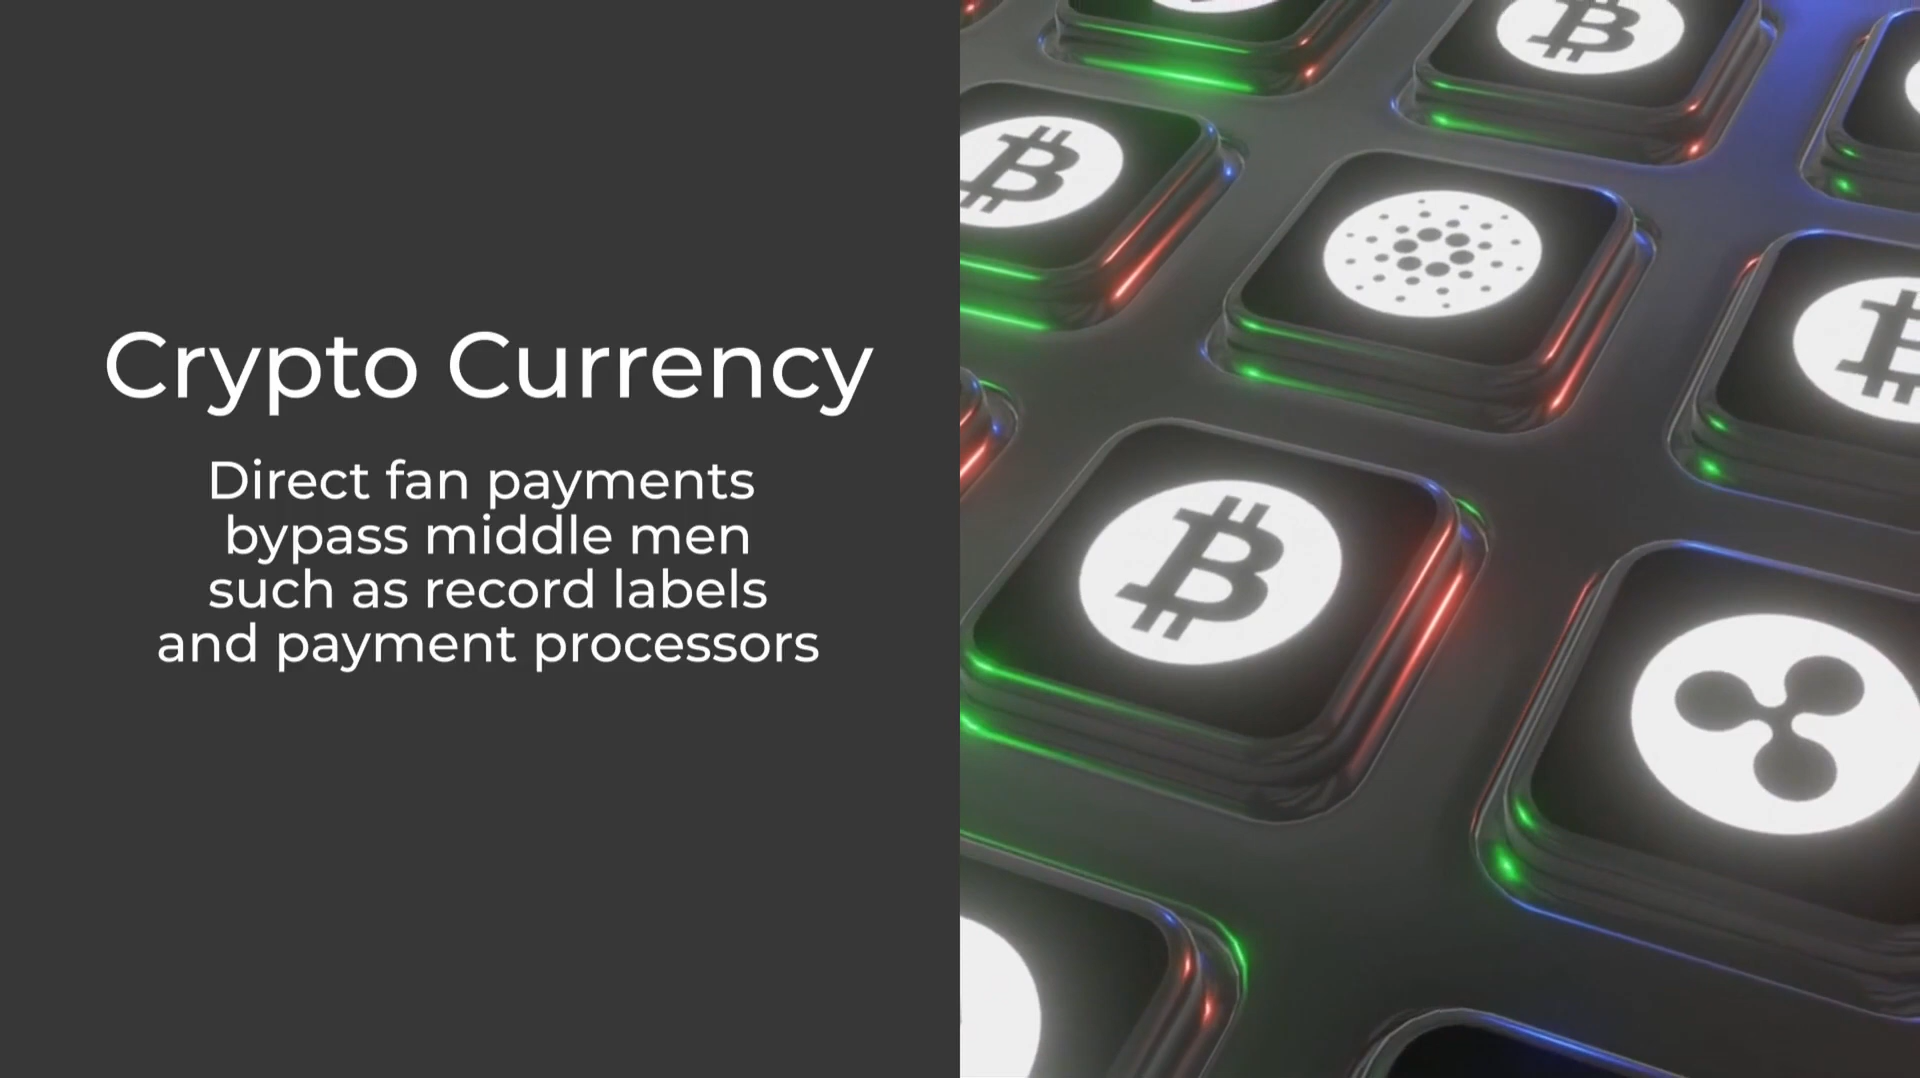 Crypto Currency
Direct fan payments
bypass middle men
such as record labels
and payment processors